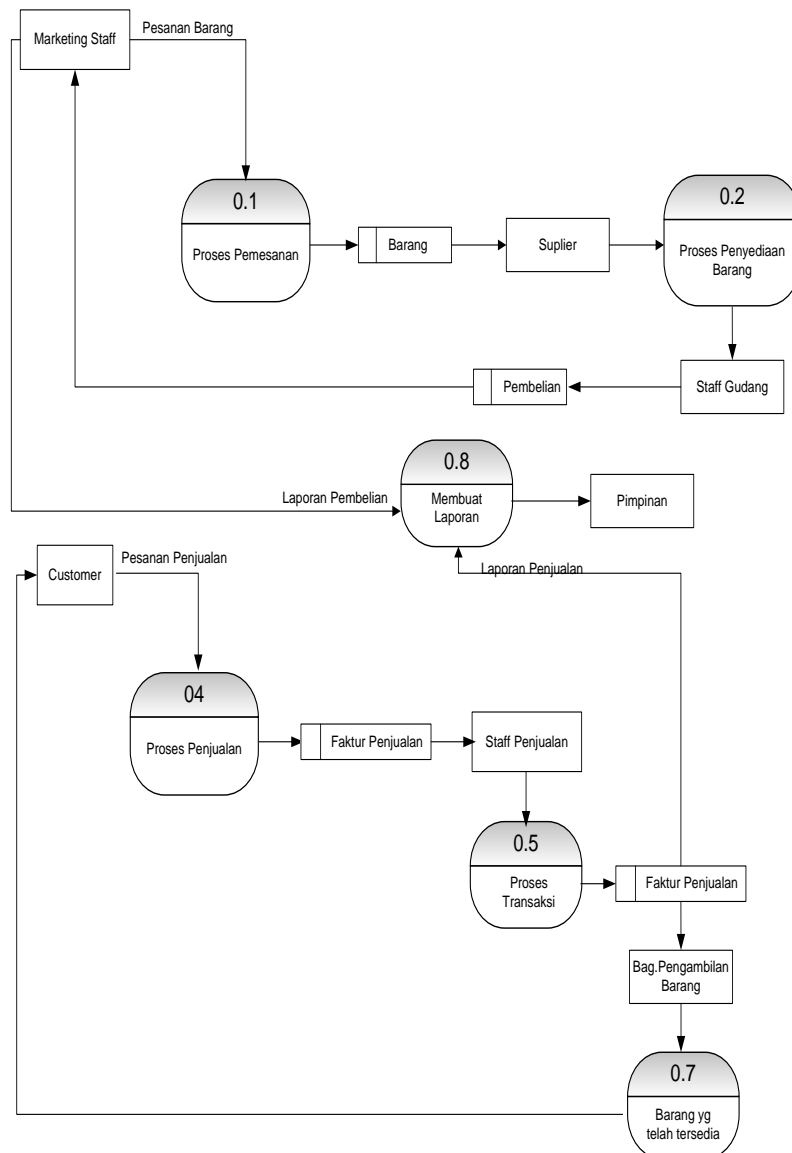 Pesanan Barang
Marketing Staff
0.1
0.2
Proses Pemesanan
Barang
Suplier
Proses Penyediaan
Barang
Pembelian
Staff Gudang
0.8
Laporan Pembelian
Membuat
Laporan
Pimpinan
Pesanan Penjualan
Laporan Penjualan
Customer
04
Proses Penjualan
Faktur Penjualan
Staff Penjualan
0.5
Proses
Transaksi
Faktur Penjualan
Bag.Pengambilan
Barang
0.7
Barang yg
telah tersedia